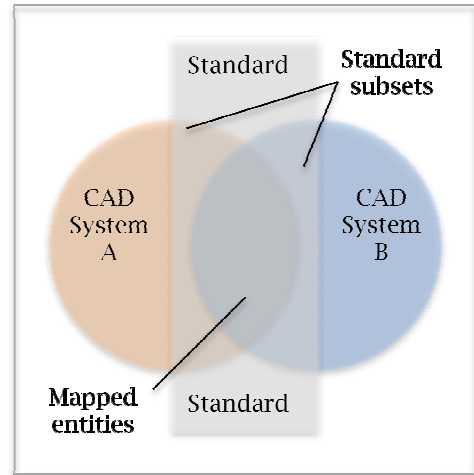 Standard
Standard
subsets
CAD
System
A
CAD
System
B
Mapped
entities
Standard